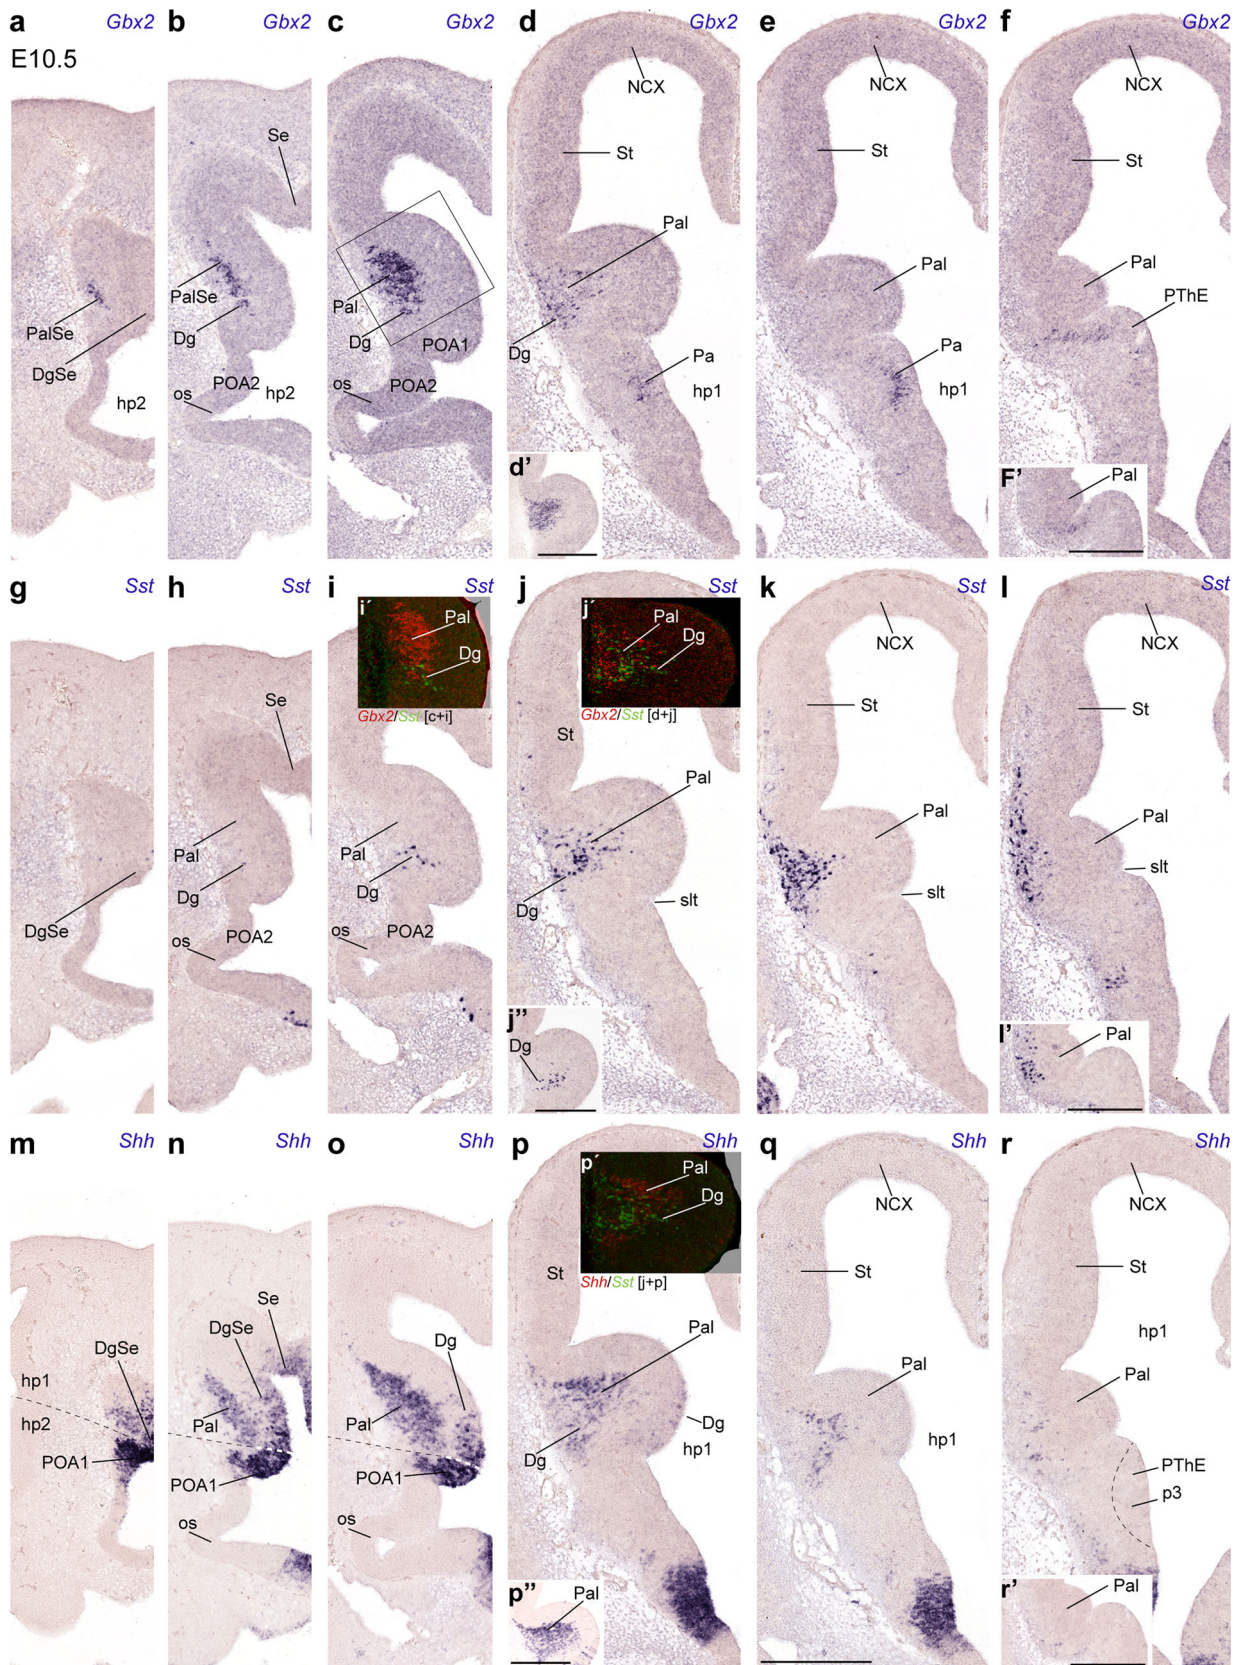 a Gbx2
E10.5
PalSe
DgSe
hp2
b Gbx2
Se
PalSe
Dg
POA2
hp2
os
c Gbx2
Pal
Dg
POA1
POA2
os
d Gbx2
NCX
St
Pal
Dg
Pa
hp1
d'
e Gbx2
NCX
St
Pal
Pa
hp1
f Gbx2
NCX
St
Pal
PThE
F'
Pal
g Sst
DgSe
h Sst
Se
Pal
Dg
POA2
os
i Sst
i´
Pal
Dg
Gbx2/Sst [c+i]
Pal
Dg
os
POA2
j Sst
j´
Pal
Dg
Gbx2/Sst [d+j]
St
Pal
Dg
slt
j''
Dg
k
NCX
St
Pal
slt
l Sst
NCX
St
Pal
slt
l'
Pal
m Shh
DgSe
hp1
hp2
POA1
n Shh
Se
DgSe
Pal
POA1
os
o Shh
Dg
Pal
POA1
os
p Shh
p´
Pal
Dg
Shh/Sst [j+p]
St
Pal
Dg
Dg
hp1
p''
Pal
q
NCX
St
Pal
hp1
r Shh
NCX
St
hp1
Pal
PThE
p3
r'
Pal